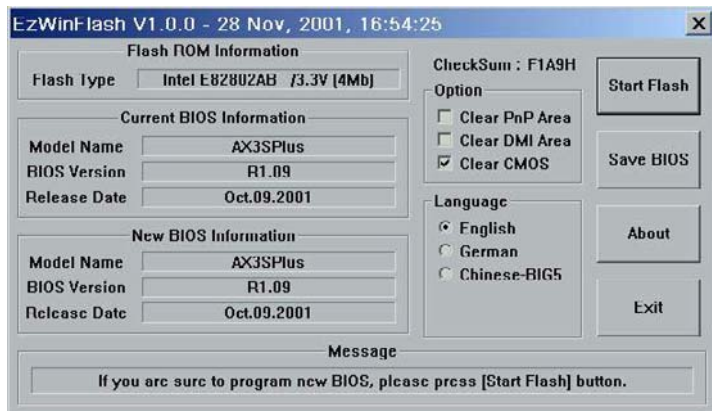 EzWinFlash V1.0.0 - 28 Nov, 2001, 16:54:25
Flash ROM Information
Flash Type Intel E82802AB /3.3V (4Mb)
Current BIOS Information
Model Name AX3SPlus
BIOS Version R1.09
Release Date Oct.09.2001
New BIOS Information
Model Name AX3SPlus
BIOS Version R1.09
Release Date Oct.09.2001
CheckSum : F1A9H
Option
Clear PnP Area
Clear DMI Area
Clear CMOS
Language
English
German
Chinese-BIG5
Start Flash
Save BIOS
About
Exit
Message
If you are sure to program new BIOS, please press [Start Flash] button.